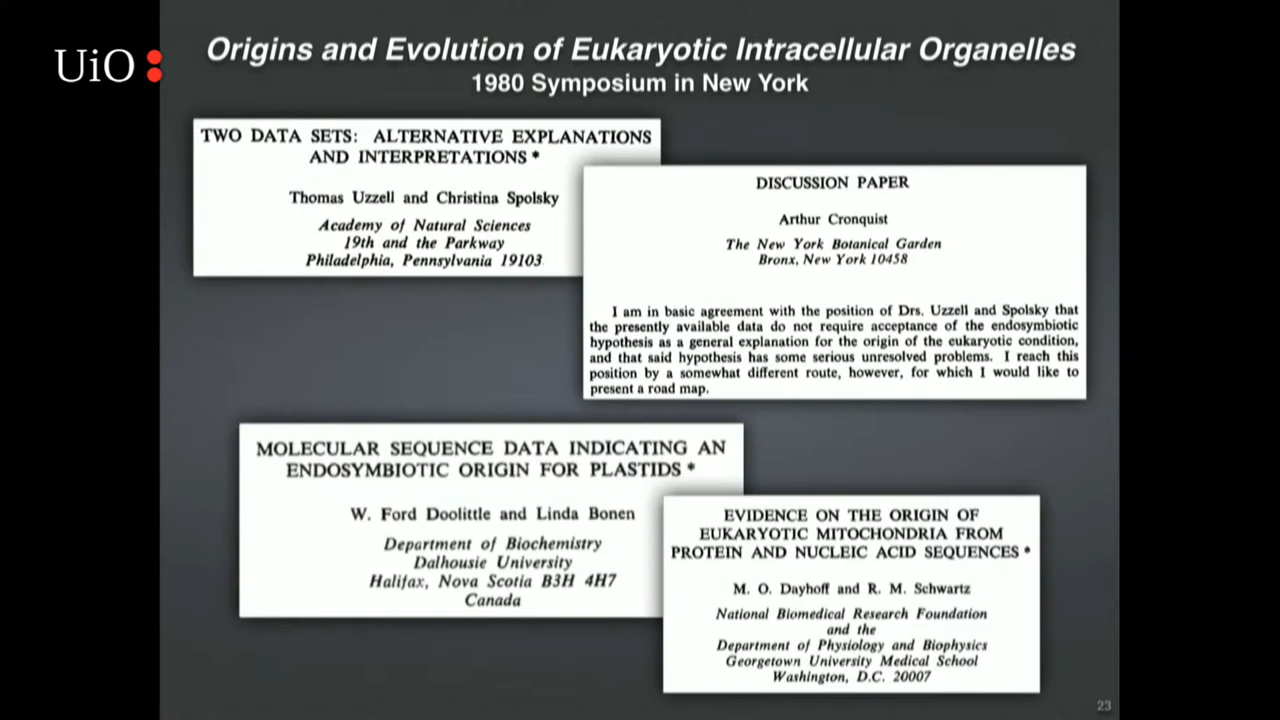 UiO:
Origins and Evolution of Eukaryotic Intracellular Organelles
1980 Symposium in New York
TWO DATA SETS: ALTERNATIVE EXPLANATIONS
AND INTERPRETATIONS *
Thomas Uzzell and Christina Spolsky
Academy of Natural Sciences
19th and the Parkway
Philadelphia, Pennsylvania 19103
DISCUSSION PAPER
Arthur Cronquist
The New York Botanical Garden
Bronx, New York 10458
I am in basic agreement with the position of Drs. Uzzell and Spolsky that
the presently available data do not require acceptance of the endosymbiotic
hypothesis as a general explanation for the origin of the eukaryotic condition,
and that said hypothesis has some serious unresolved problems. I reach this
position by a somewhat different route, however, for which I would like to
present a road map.
MOLECULAR SEQUENCE DATA INDICATING AN
ENDOSYMBIOTIC ORIGIN FOR PLASTIDS *
W. Ford Doolittle and Linda Bonen
Department of Biochemistry
Dalhousie University
Halifax, Nova Scotia B3H 4H7
Canada
EVIDENCE ON THE ORIGIN OF
EUKARYOTIC MITOCHONDRIA FROM
PROTEIN AND NUCLEIC ACID SEQUENCES *
M. O. Dayhoff and R. M. Schwartz
National Biomedical Research Foundation
and the
Department of Physiology and Biophysics
Georgetown University Medical School
Washington, D.C. 20007
23